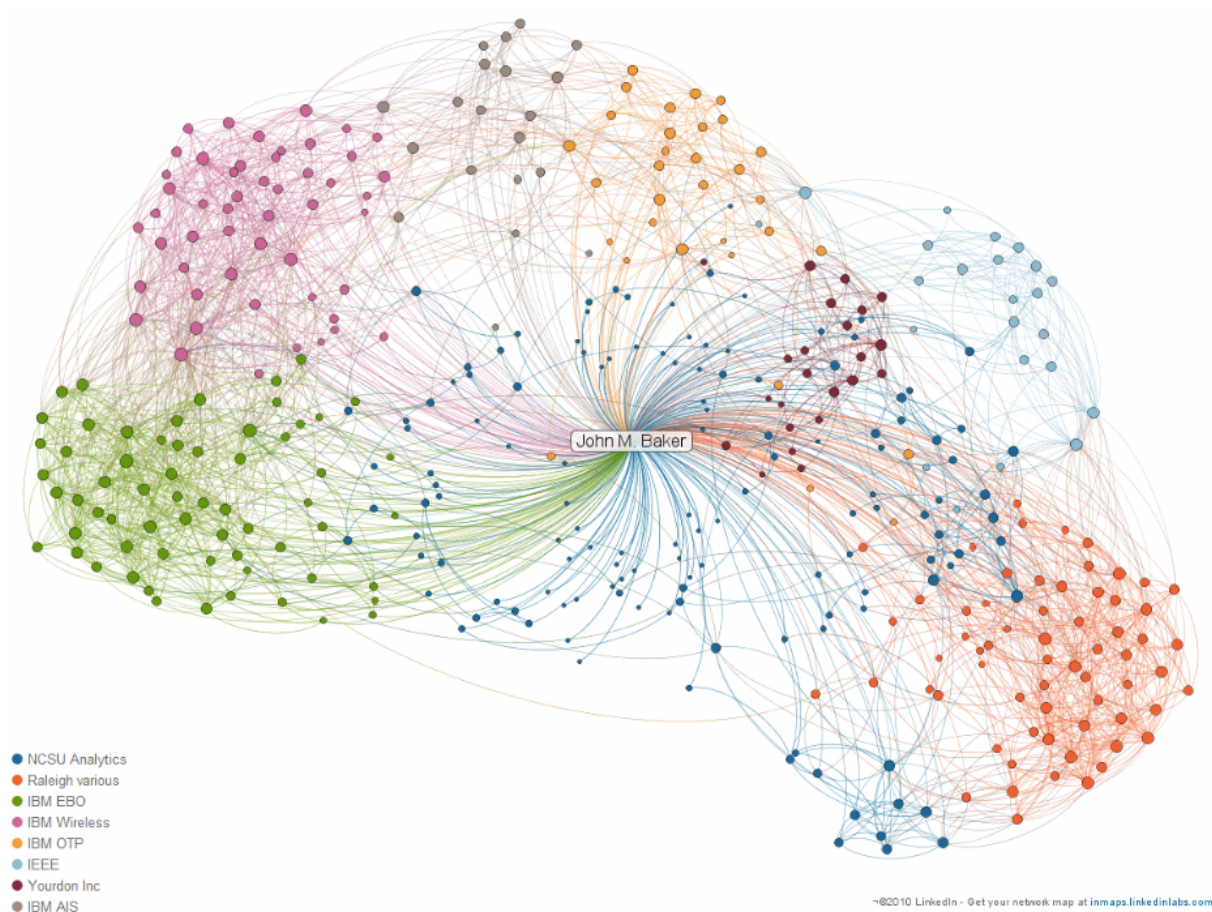 John M. Baker
NCSU Analytics
Raleigh various
IBM EBO
IBM Wireless
IBM OTP
IEEE
Yourdon Inc
IBM AIS
¬®2010 LinkedIn - Get your network map at inmaps.linkedinlabs.com